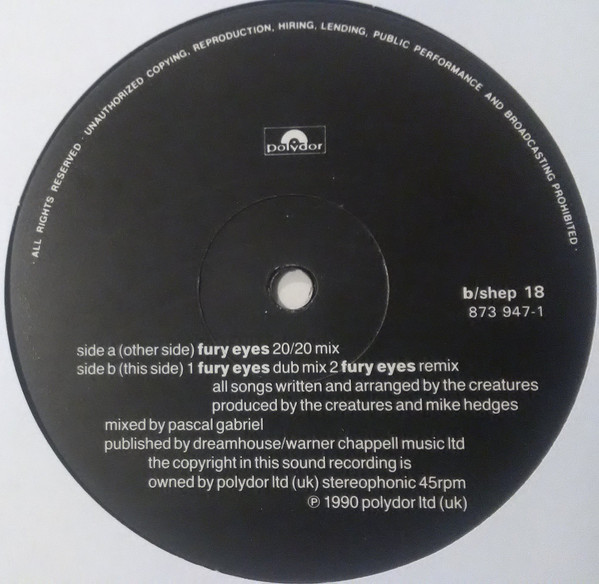 · ALL RIGHTS RESERVED · UNAUTHORIZED COPYING, REPRODUCTION, HIRING, LENDING, PUBLIC PERFORMANCE AND BROADCASTING PROHIBITED ·
polydor
b/shep 18
873 947-1
side a (other side) fury eyes 20/20 mix
side b (this side) 1 fury eyes dub mix 2 fury eyes remix
all songs written and arranged by the creatures
produced by the creatures and mike hedges
mixed by pascal gabriel
published by dreamhouse/warner chappell music ltd
the copyright in this sound recording is
owned by polydor ltd (uk) stereophonic 45rpm
℗ 1990 polydor ltd (uk)